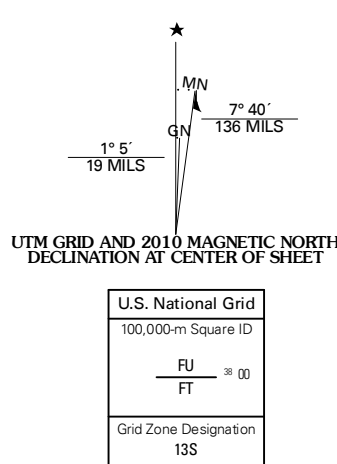 ★
MN
GN
7° 40´
136 MILS
1° 5´
19 MILS
UTM GRID AND 2010 MAGNETIC NORTH
DECLINATION AT CENTER OF SHEET
U.S. National Grid
100,000-m Square ID
FU
38 00
FT
Grid Zone Designation
13S